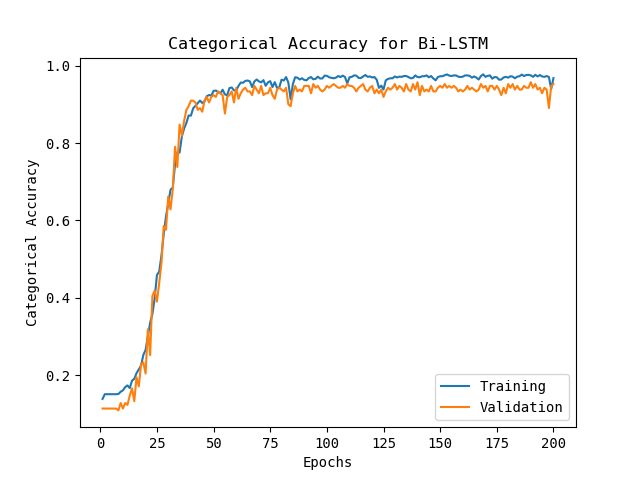 Categorical Accuracy for Bi-LSTM
Categorical Accuracy
1.0
0.8
0.6
0.4
0.2
0 25 50 75 100 125 150 175 200
Epochs
Training
Validation